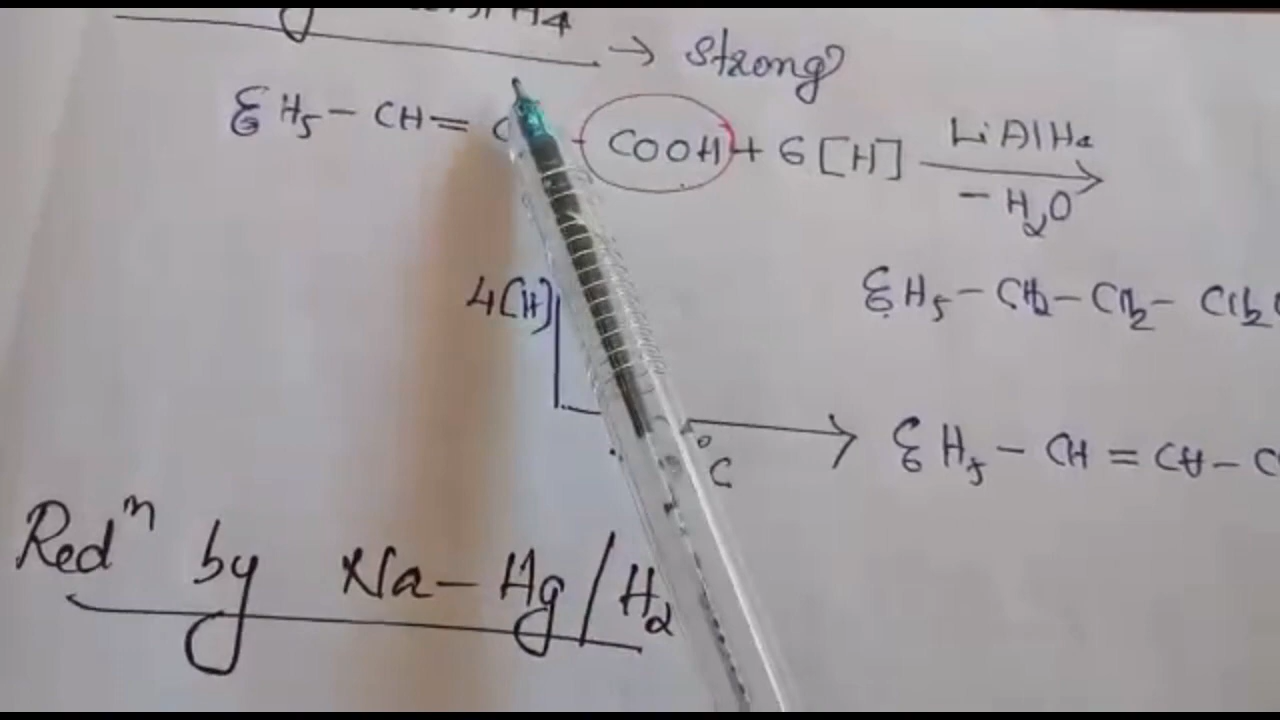 → Strong
C6H5 – CH = C – COOH + 6[H] LiAlH4 →
– H2O
C6H5 – CH2 – CH2 – CH2
4[H]
°C → C6H5 – CH = CH – C
Redn by Na – Hg / H2